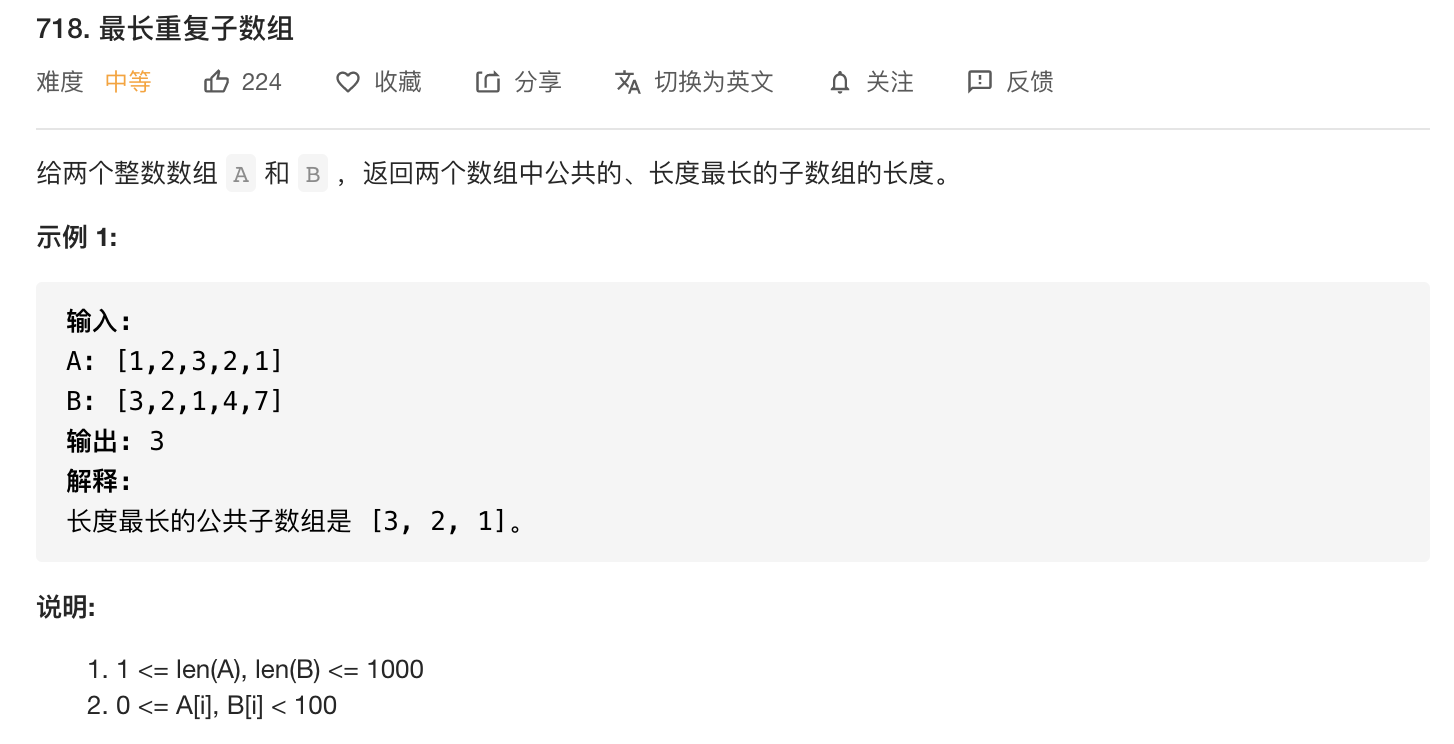 718. 最长重复子数组
难度 中等 224 收藏 分享 切换为英文 关注 反馈
给两个整数数组 A 和 B ，返回两个数组中公共的、长度最长的子数组的长度。
示例 1:
输入:
A: [1,2,3,2,1]
B: [3,2,1,4,7]
输出: 3
解释:
长度最长的公共子数组是 [3, 2, 1]。
说明:
1. 1 <= len(A), len(B) <= 1000
2. 0 <= A[i], B[i] < 100